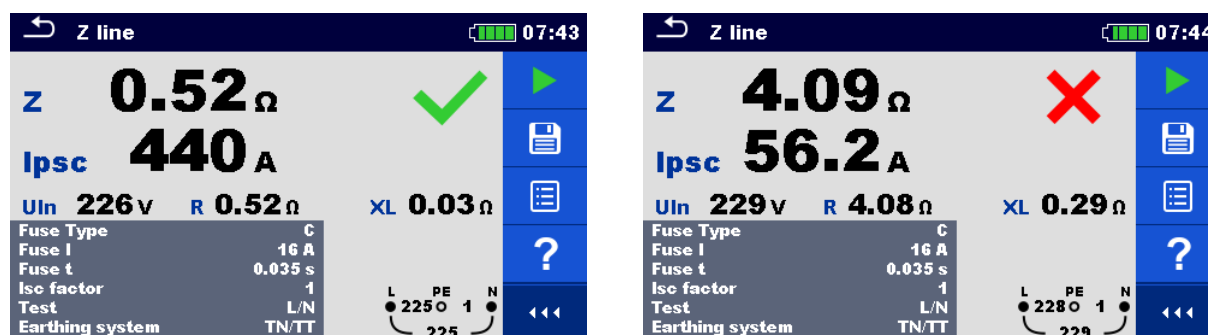 Z line 07:43
Z 0.52 Ω
Ipsc 440 A
Uln 226 V R 0.52 Ω XL 0.03 Ω
Fuse Type C
Fuse I 16 A
Fuse t 0.035 s
Isc factor 1
Test L/N
Earthing system TN/TT
L PE N
225 1
225
?
Z line 07:44
Z 4.09 Ω
Ipsc 56.2 A
Uln 229 V R 4.08 Ω XL 0.29 Ω
Fuse Type C
Fuse I 16 A
Fuse t 0.035 s
Isc factor 1
Test L/N
Earthing system TN/TT
L PE N
228 1
229
?